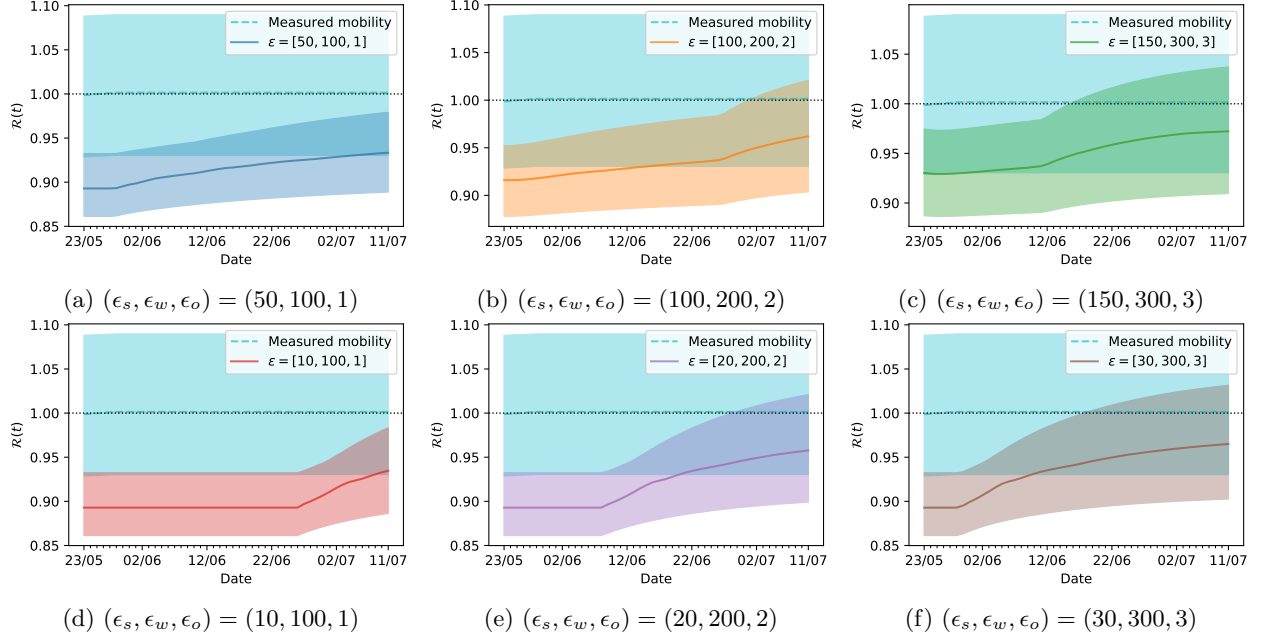 1.10
1.05
1.00
0.95
0.90
0.85
R(t)
Measured mobility
ε = [50, 100, 1]
23/05 02/06 12/06 22/06 02/07 11/07
Date
1.10
1.05
1.00
0.95
0.90
R(t)
Measured mobility
ε = [100, 200, 2]
23/05 02/06 12/06 22/06 02/07 11/07
Date
1.05
1.00
0.95
0.90
R(t)
Measured mobility
ε = [150, 300, 3]
23/05 02/06 12/06 22/06 02/07 11/07
Date
(a) (ϵs, ϵw, ϵo) = (50, 100, 1)
(b) (ϵs, ϵw, ϵo) = (100, 200, 2)
(c) (ϵs, ϵw, ϵo) = (150, 300, 3)
1.10
1.05
1.00
0.95
0.90
0.85
R(t)
Measured mobility
ε = [10, 100, 1]
23/05 02/06 12/06 22/06 02/07 11/07
Date
1.10
1.05
1.00
0.95
0.90
0.85
R(t)
Measured mobility
ε = [20, 200, 2]
23/05 02/06 12/06 22/06 02/07 11/07
Date
1.10
1.05
1.00
0.95
0.90
0.85
R(t)
Measured mobility
ε = [30, 300, 3]
23/05 02/06 12/06 22/06 02/07 11/07
Date
(d) (ϵs, ϵw, ϵo) = (10, 100, 1)
(e) (ϵs, ϵw, ϵo) = (20, 200, 2)
(f) (ϵs, ϵw, ϵo) = (30, 300, 3)